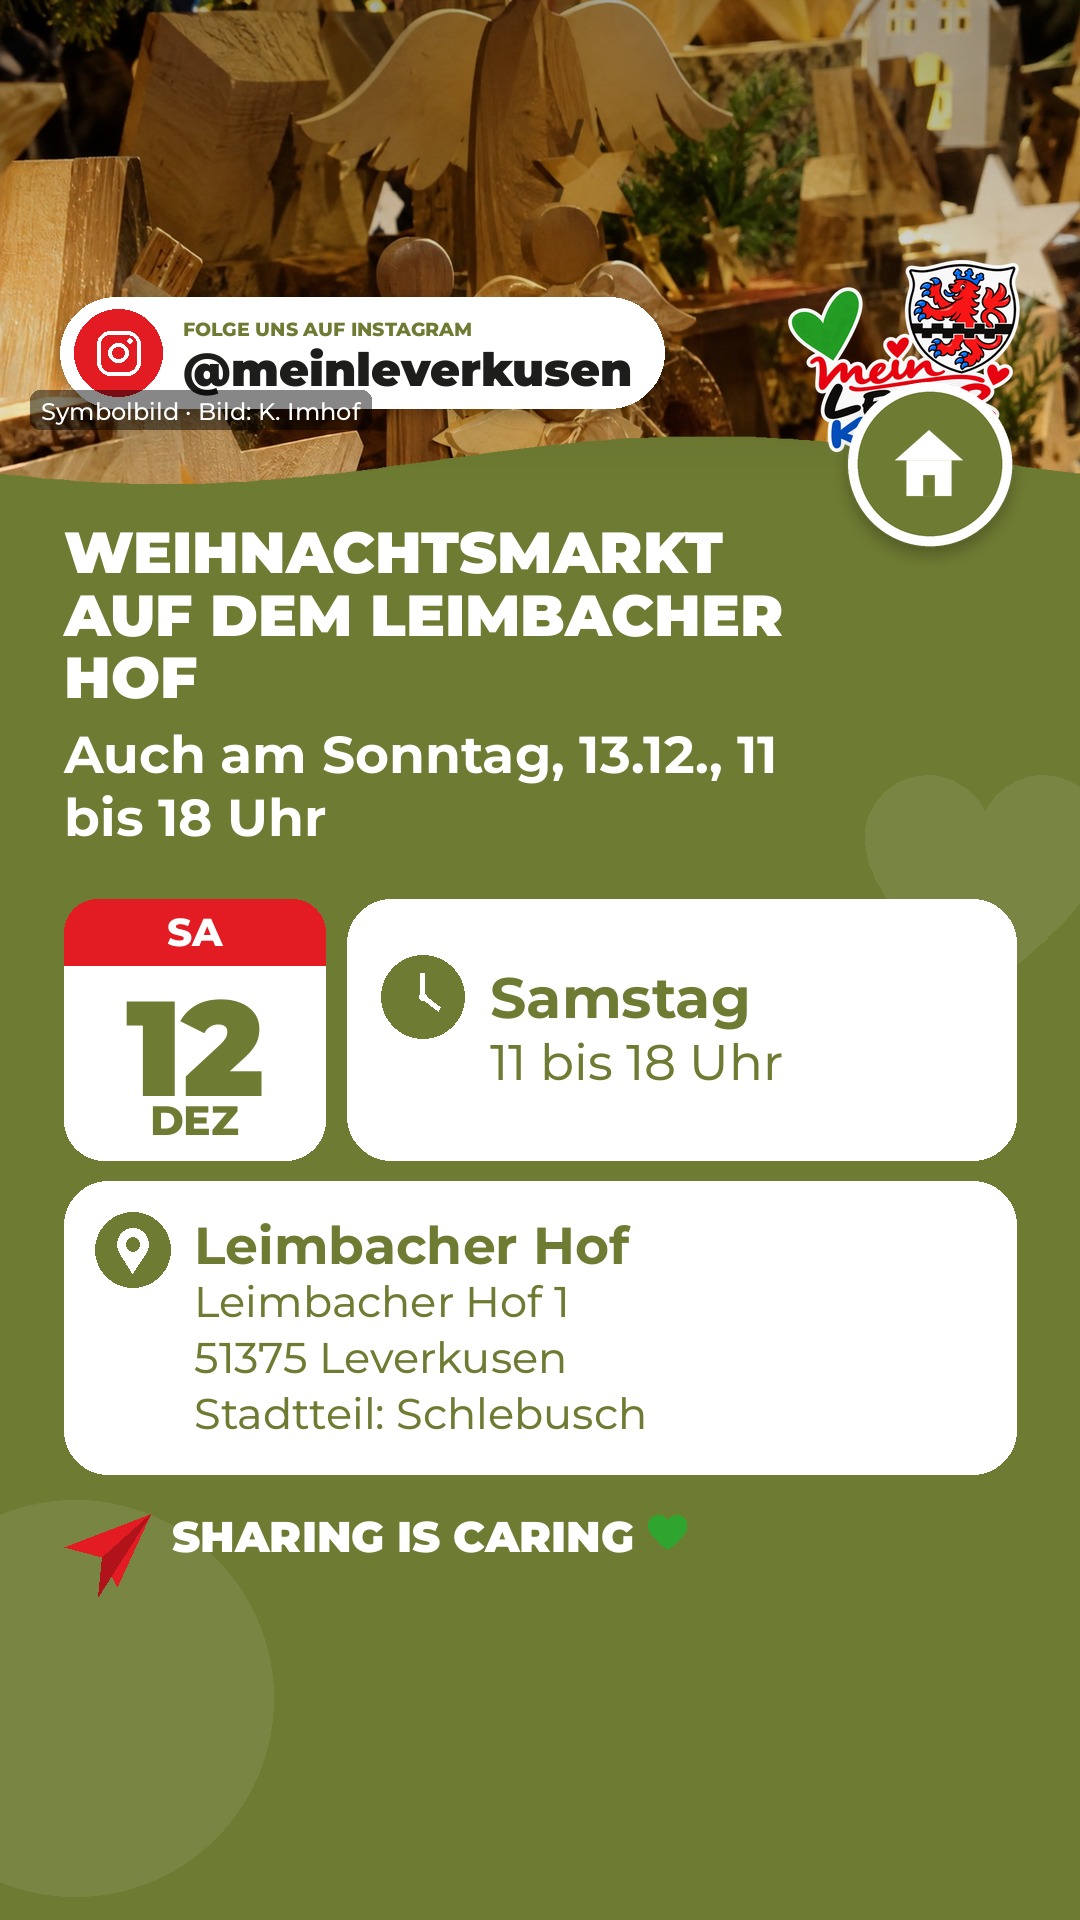 FOLGE UNS AUF INSTAGRAM
@meinleverkusen
Symbolbild · Bild: K. Imhof
mein
WEIHNACHTSMARKT
AUF DEM LEIMBACHER
HOF
Auch am Sonntag, 13.12., 11
bis 18 Uhr
SA
12
DEZ
Samstag
11 bis 18 Uhr
Leimbacher Hof
Leimbacher Hof 1
51375 Leverkusen
Stadtteil: Schlebusch
SHARING IS CARING